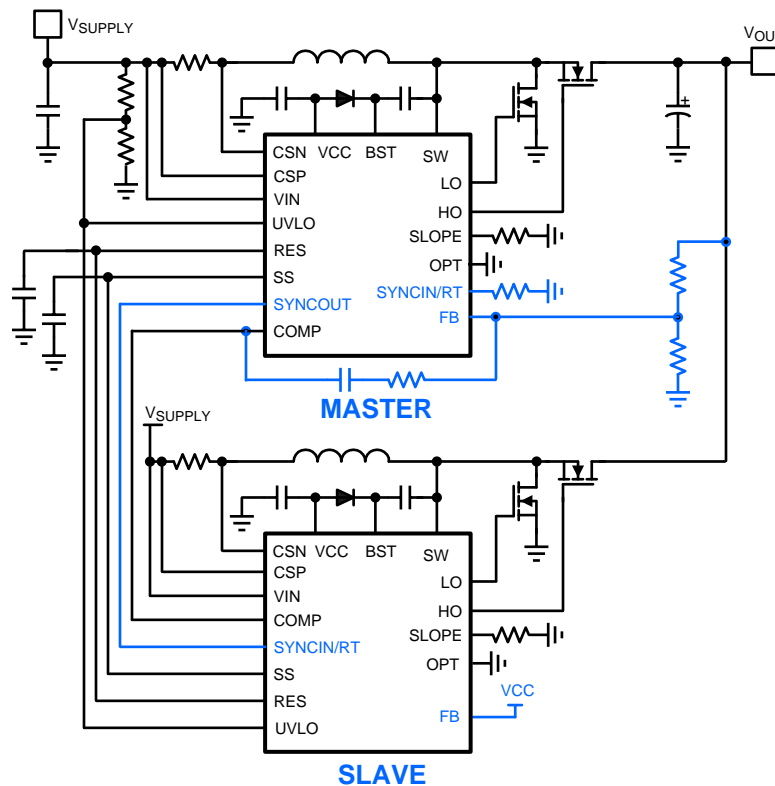 VSUPPLY
VOU
CSN
VCC
BST
SW
CSP
VIN
UVLO
RES
SS
SYNCOUT
COMP
LO
HO
SLOPE
OPT
SYNCIN/RT
FB
+
MASTER
VSUPPLY
CSN
VCC
BST
SW
CSP
VIN
COMP
SYNCIN/RT
SS
RES
UVLO
LO
HO
SLOPE
OPT
FB
VCC
SLAVE